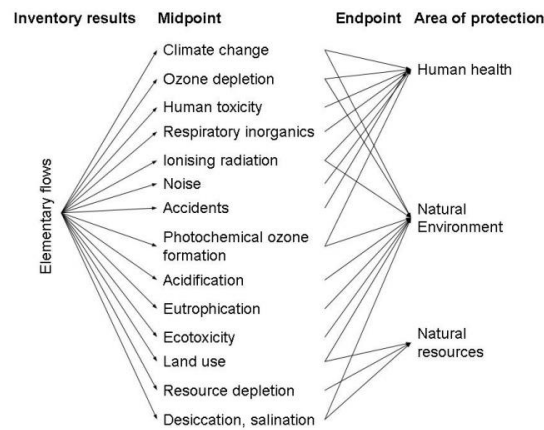 Inventory results Midpoint Endpoint Area of protection
Climate change
Ozone depletion
Human toxicity
Respiratory inorganics
Ionising radiation
Noise
Accidents
Photochemical ozone
formation
Acidification
Eutrophication
Ecotoxicity
Land use
Resource depletion
Desiccation, salination
Elementary flows
Human health
Natural
Environment
Natural
resources